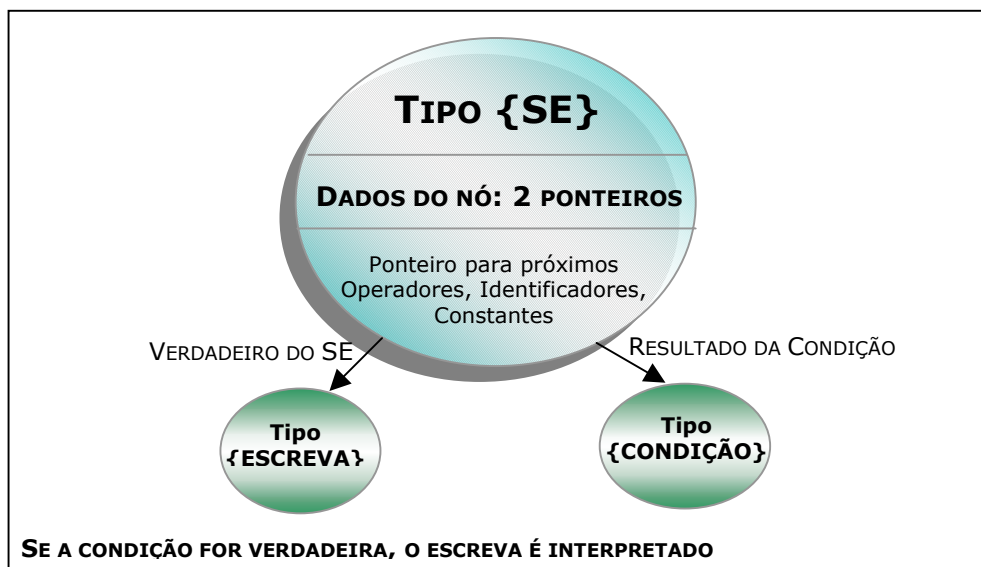 TIPO {SE}
DADOS DO NÓ: 2 PONTEIROS
Ponteiro para próximos
Operadores, Identificadores,
Constantes
VERDADEIRO DO SE
RESULTADO DA CONDIÇÃO
Tipo
{ESCREVA}
Tipo
{CONDIÇÃO}
SE A CONDIÇÃO FOR VERDADEIRA, O ESCREVA É INTERPRETADO